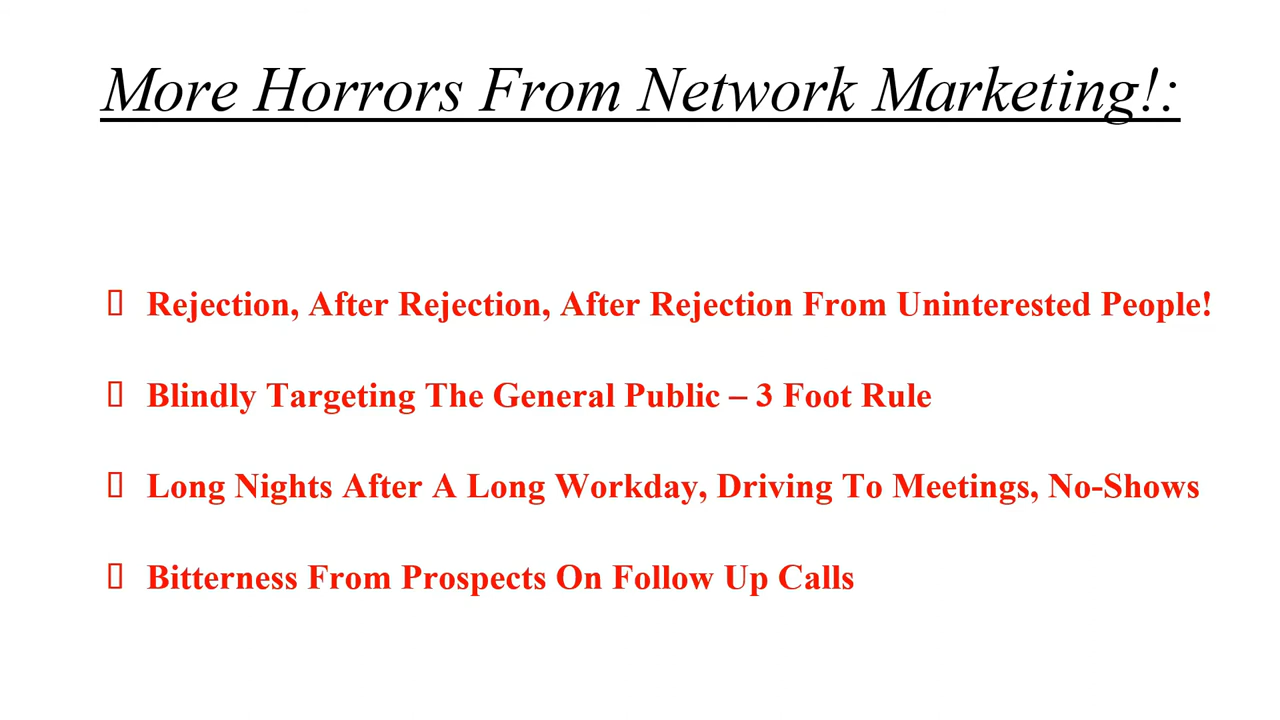 More Horrors From Network Marketing!:
Rejection, After Rejection, After Rejection From Uninterested People!
Blindly Targeting The General Public – 3 Foot Rule
Long Nights After A Long Workday, Driving To Meetings, No-Shows
Bitterness From Prospects On Follow Up Calls